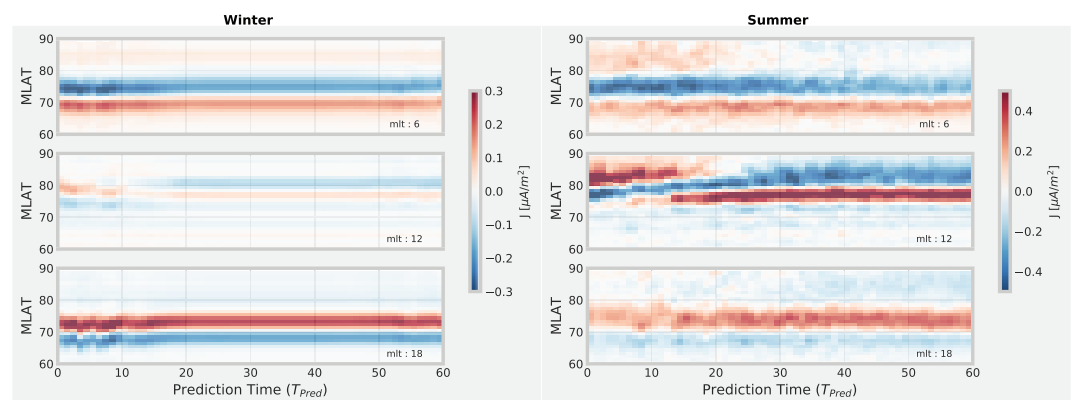 Winter
Summer
90
80
70
60
MLAT
mlt : 6
90
80
70
60
MLAT
mlt : 12
90
80
70
60
MLAT
mlt : 18
0 10 20 30 40 50 60
Prediction Time (T_Pred)
0.3
0.2
0.1
0.0
−0.1
−0.2
−0.3
J [μA/m²]
90
80
70
60
MLAT
mlt : 6
90
80
70
60
MLAT
mlt : 12
90
80
70
60
MLAT
mlt : 18
0 10 20 30 40 50 60
Prediction Time (T_Pred)
0.4
0.2
0.0
−0.2
−0.4
J [μA/m²]